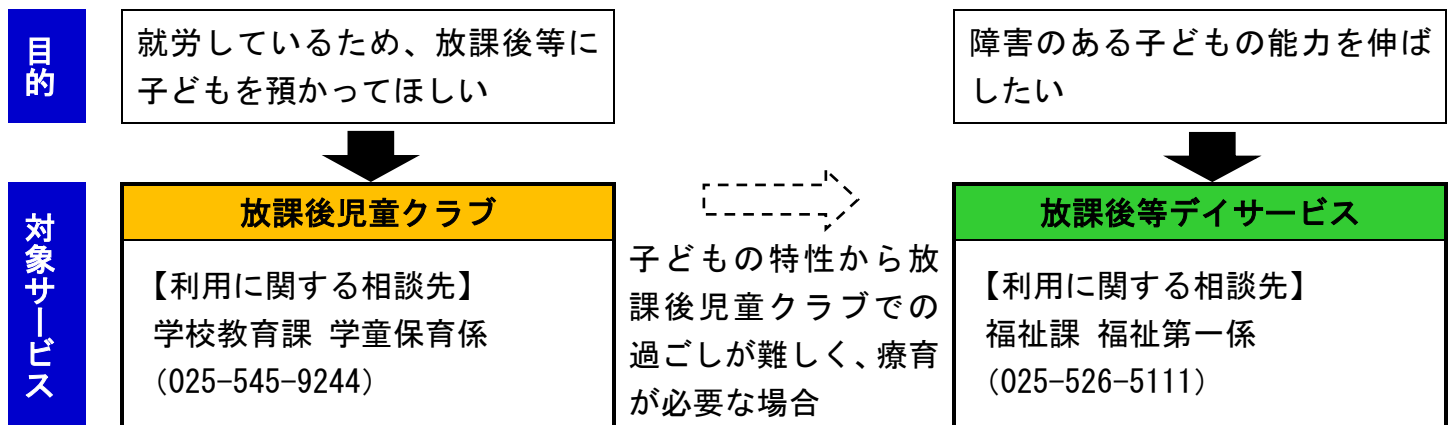 目的
就労しているため、放課後等に
子どもを預かってほしい
障害のある子どもの能力を伸ば
したい
対象サービス
放課後児童クラブ
【利用に関する相談先】
学校教育課 学童保育係
(025-545-9244)
子どもの特性から放
課後児童クラブでの
過ごしが難しく、療育
が必要な場合
放課後等デイサービス
【利用に関する相談先】
福祉課 福祉第一係
(025-526-5111)